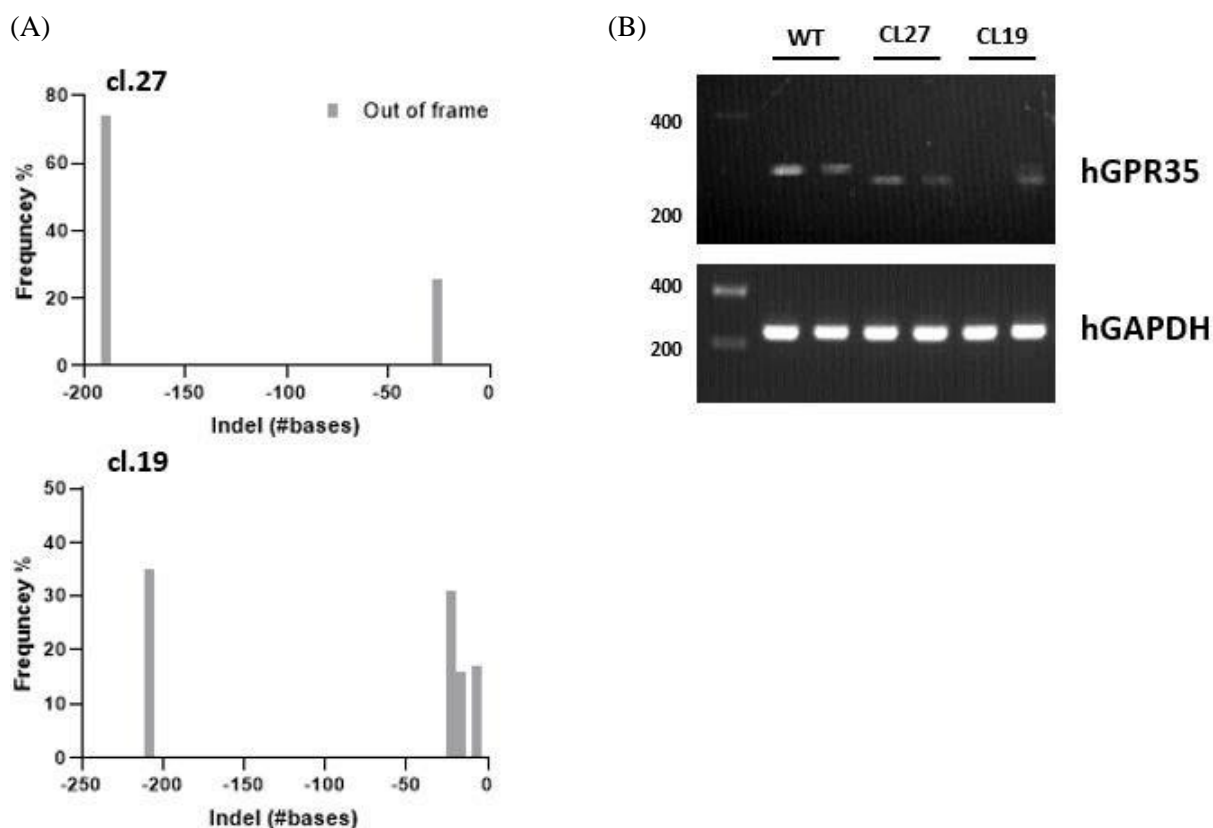 (A)
cl.27
Out of frame
80
60
40
20
0
Frequncey %
-200 -150 -100 -50 0
Indel (#bases)
cl.19
50
40
30
20
10
0
Frequncey %
-250 -200 -150 -100 -50 0
Indel (#bases)
(B)
WT CL27 CL19
400
200
hGPR35
400
200
hGAPDH